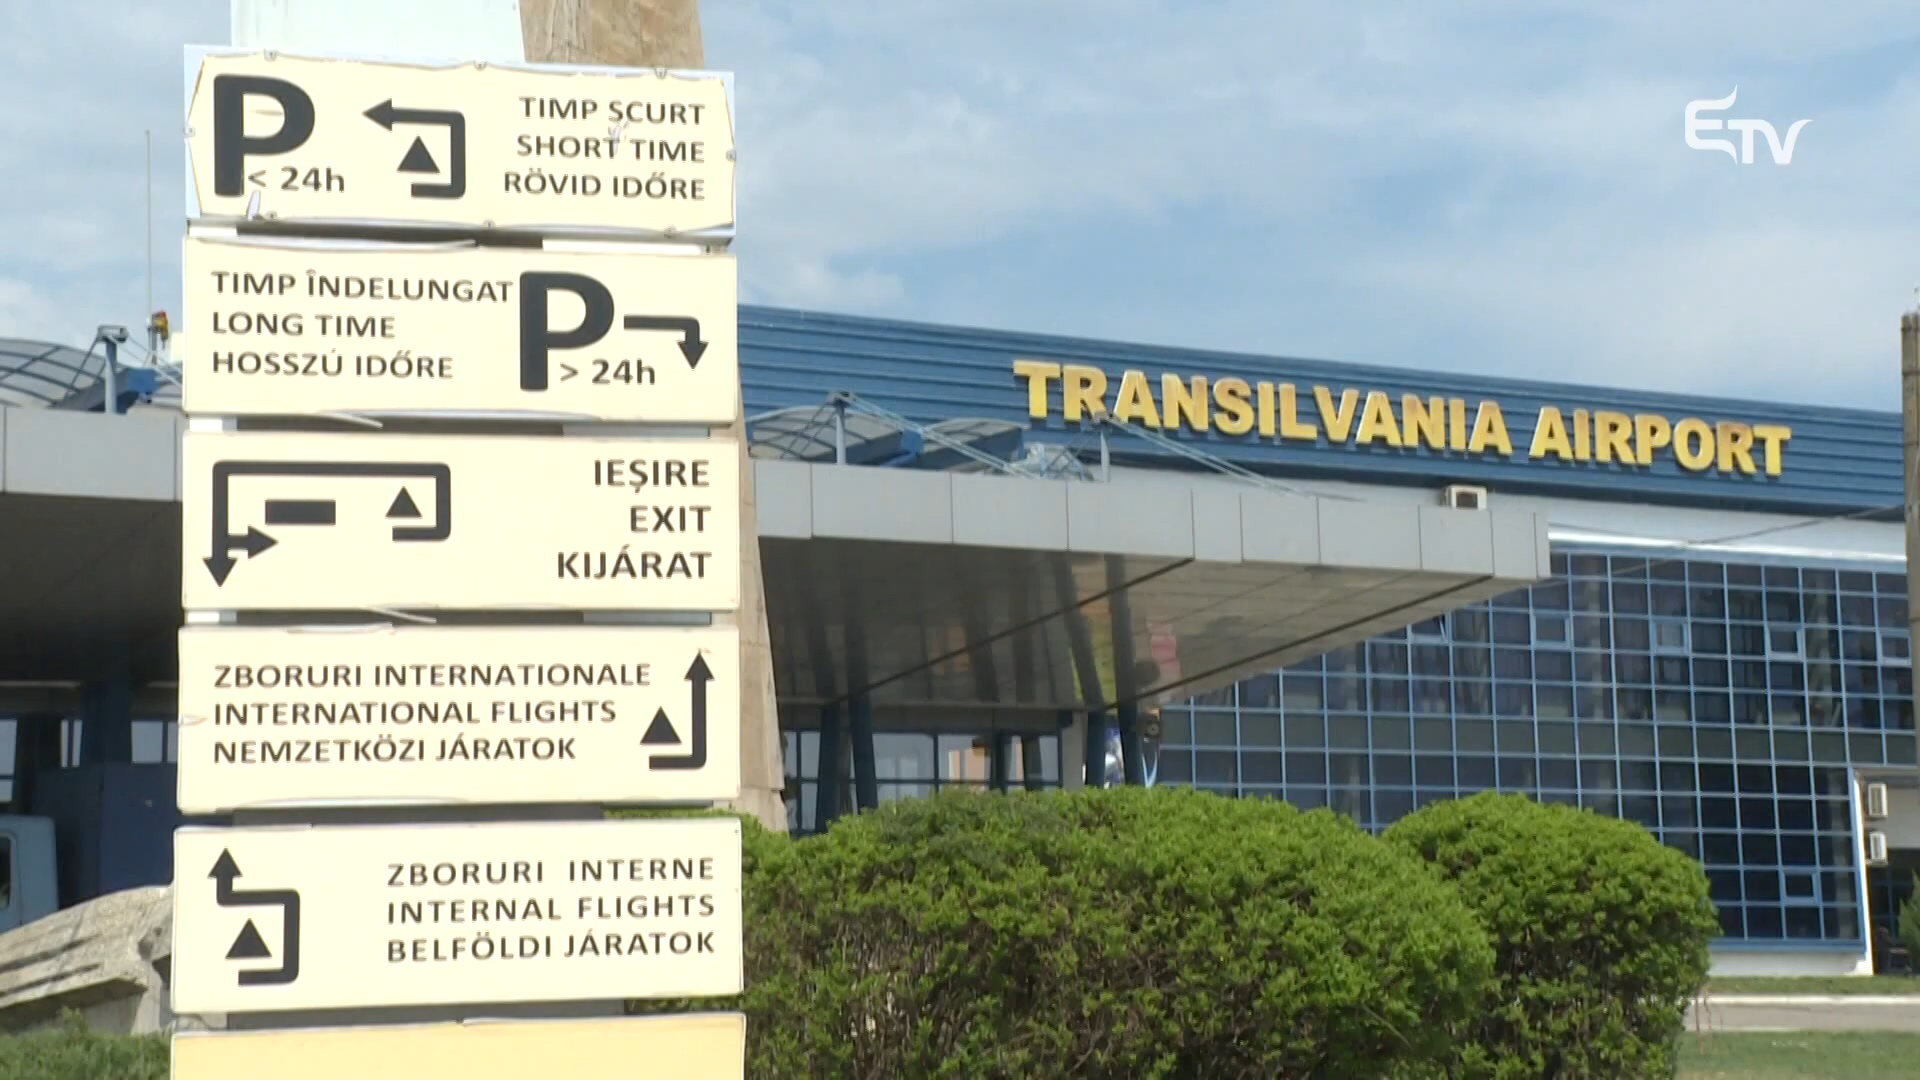 P
< 24h
TIMP SCURT
SHORT TIME
RÖVID IDŐRE
TIMP ÎNDELUNGAT
LONG TIME
HOSSZÚ IDŐRE
P
> 24h
IEȘIRE
EXIT
KIJÁRAT
ZBORURI INTERNATIONALE
INTERNATIONAL FLIGHTS
NEMZETKÖZI JÁRATOK
ZBORURI INTERNE
INTERNAL FLIGHTS
BELFÖLDI JÁRATOK
TRANSILVANIA AIRPORT
ETV